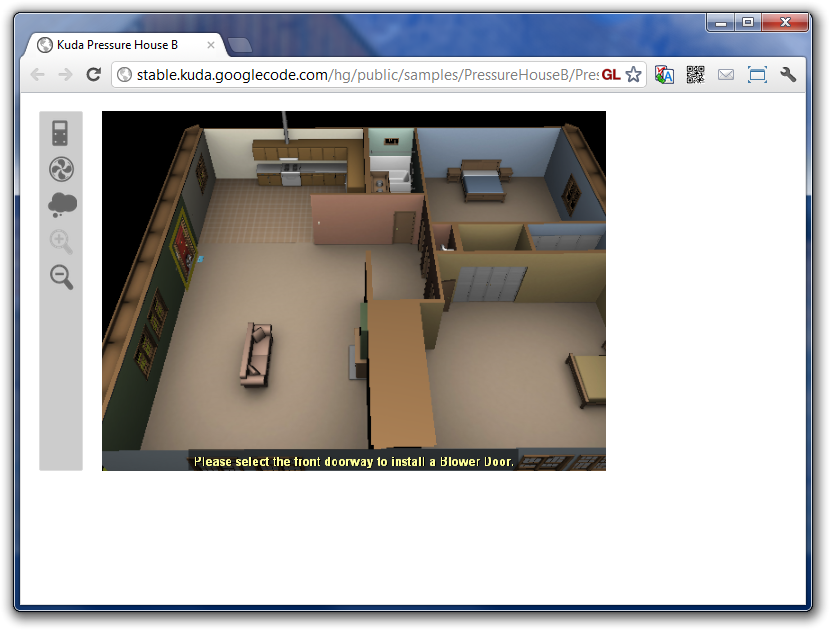 Kuda Pressure House B
stable.kuda.googlecode.com/hg/public/samples/PressureHouseB/Pres
GL
Please select the front doorway to install a Blower Door.